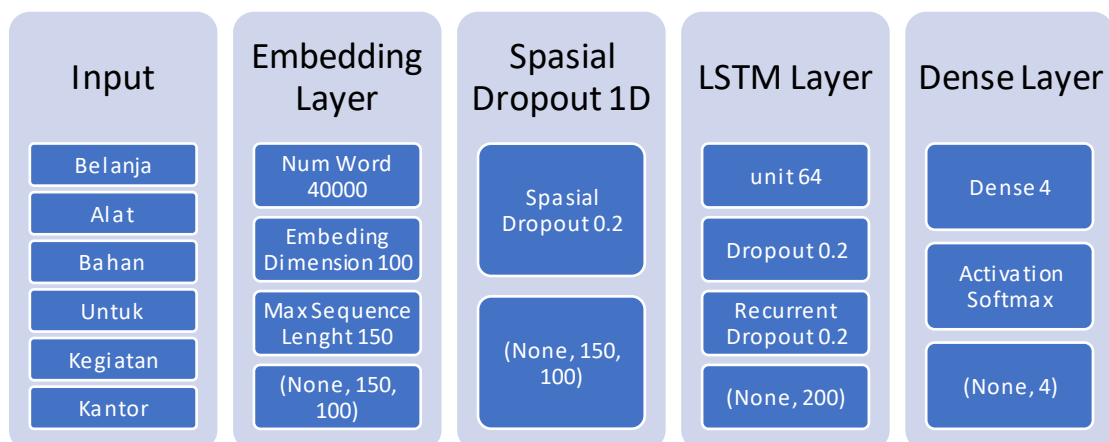 Input
Belanja
Alat
Bahan
Untuk
Kegiatan
Kantor
Embedding
Layer
Num Word
40000
Embeding
Dimension 100
Max Sequence
Lenght 150
(None, 150,
100)
Spasial
Dropout 1D
Spasial
Dropout 0.2
(None, 150,
100)
LSTM Layer
unit 64
Dropout 0.2
Recurrent
Dropout 0.2
(None, 200)
Dense Layer
Dense 4
Activation
Softmax
(None, 4)